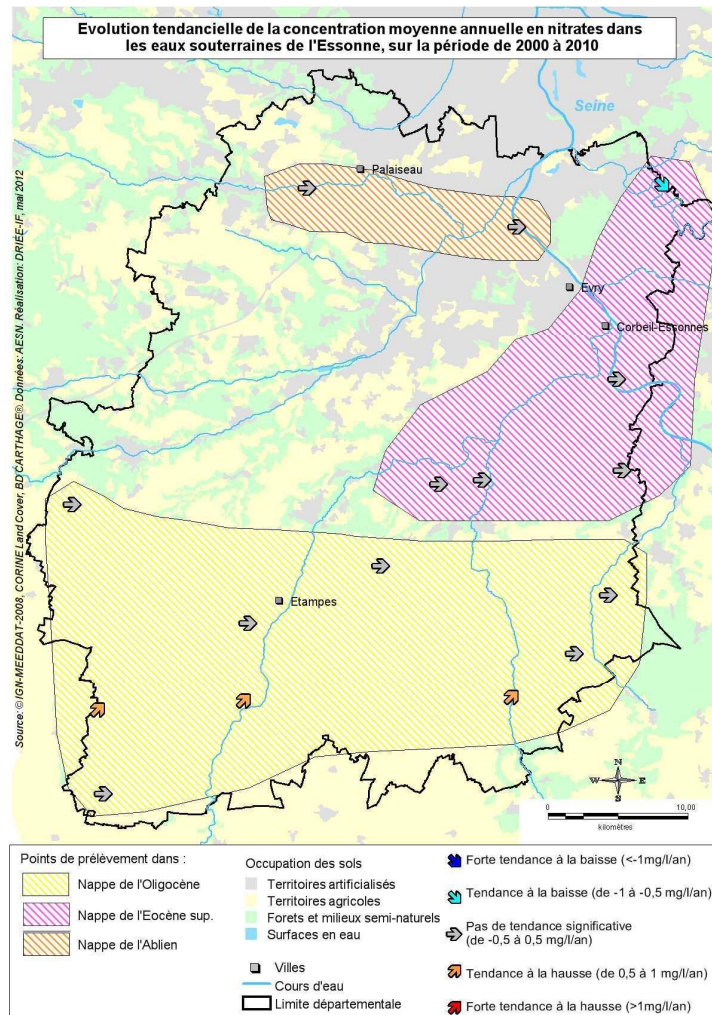 Evolution tendancielle de la concentration moyenne annuelle en nitrates dans
les eaux souterraines de l'Essonne, sur la période de 2000 à 2010
Seine
Palaiseau
Evry
Corbeil-Essonnes
Etampes
Source: © IGN-MEEDDAT-2008, CORINE Land Cover, BD CARTHAGE®. Données: AESN. Réalisation: DRIEE-IF, mai 2012
N
W E
S
0 10,00
kilomètres
Points de prélèvement dans :
Nappe de l'Oligocène
Nappe de l'Eocène sup.
Nappe de l'Ablien
Occupation des sols
Territoires artificialisés
Territoires agricoles
Forets et milieux semi-naturels
Surfaces en eau
Villes
Cours d'eau
Limite départementale
Forte tendance à la baisse (<-1mg/l/an)
Tendance à la baisse (de -1 à -0,5 mg/l/an)
Pas de tendance significative
(de -0,5 à 0,5 mg/l/an)
Tendance à la hausse (de 0,5 à 1 mg/l/an)
Forte tendance à la hausse (>1mg/l/an)